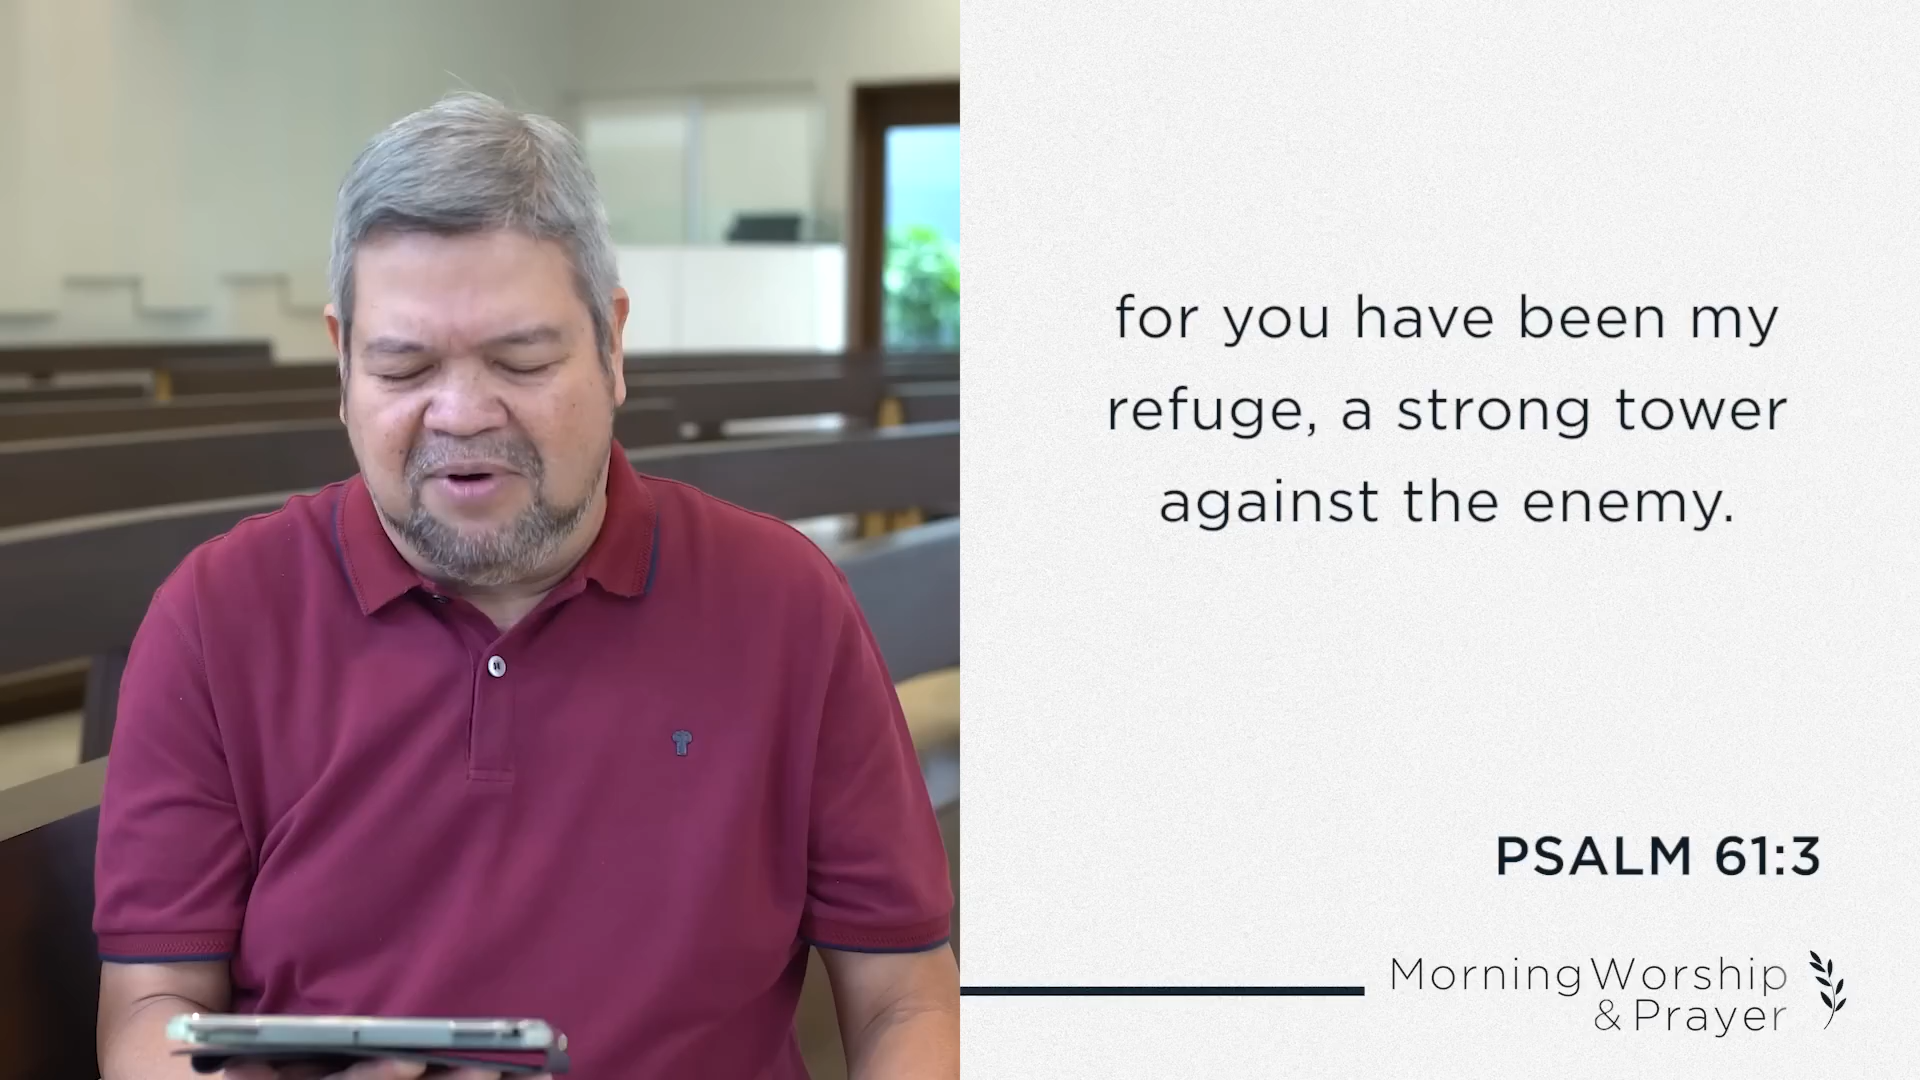 for you have been my
refuge, a strong tower
against the enemy.
PSALM 61:3
Morning Worship
& Prayer